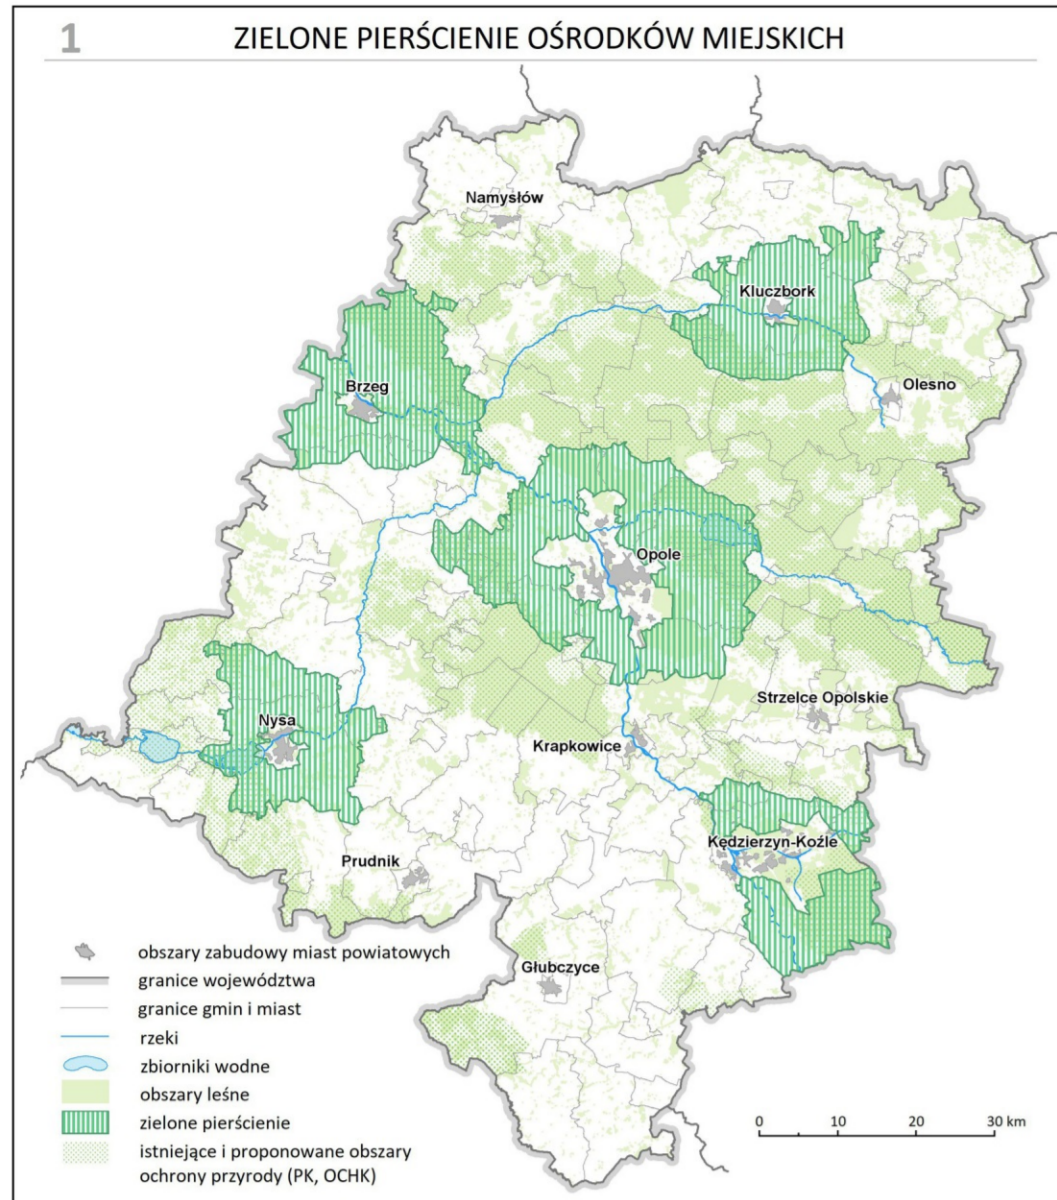 1 ZIELONE PIERŚCIENIE OŚRODKÓW MIEJSKICH
Namysłów
Kluczbork
Brzeg
Olesno
Opole
Strzelce Opolskie
Nysa
Krapkowice
Kędzierzyn-Koźle
Prudnik
Głubczyce
obszary zabudowy miast powiatowych
granice województwa
granice gmin i miast
rzeki
zbiorniki wodne
obszary leśne
zielone pierścienie
istniejące i proponowane obszary
ochrony przyrody (PK, OCHK)
0 10 20 30 km